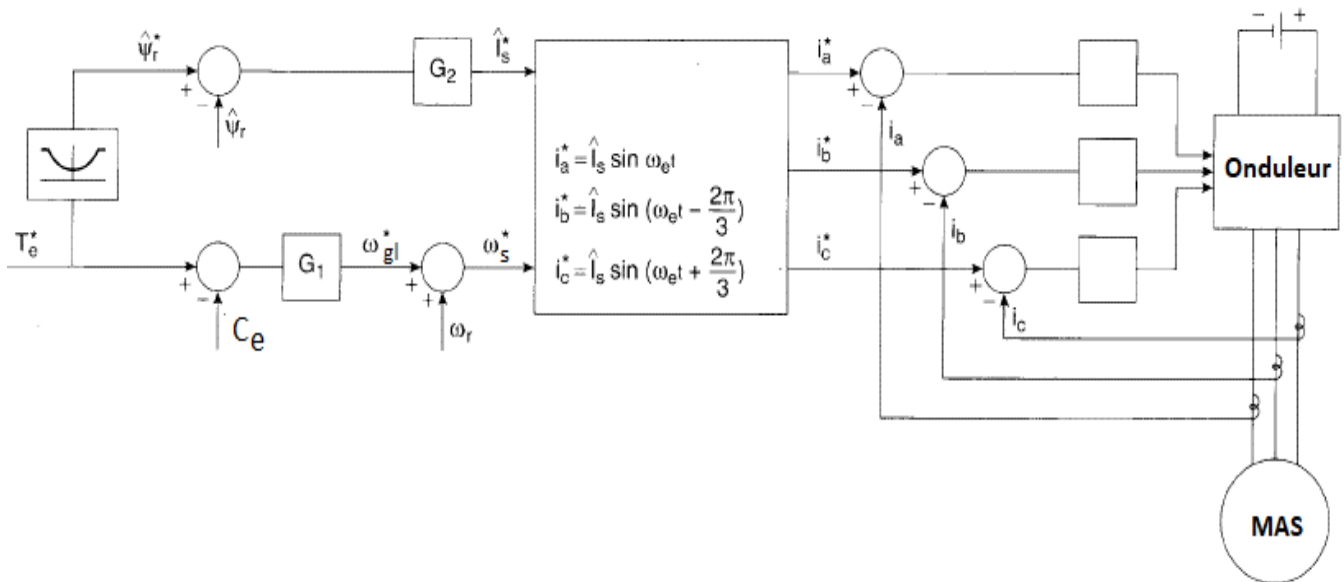 ψ̂r*
+
−
ψ̂r
G2
Îs*
Te*
+
−
Ce
G1
ωgl*
+
+
ωr
ωs*
ia* = Îs sin ωet
ib* = Îs sin (ωet − 2π/3)
ic* = Îs sin (ωet + 2π/3)
ia*
+
−
ia
ib*
+
−
ib
ic*
+
−
ic
− +
Onduleur
MAS